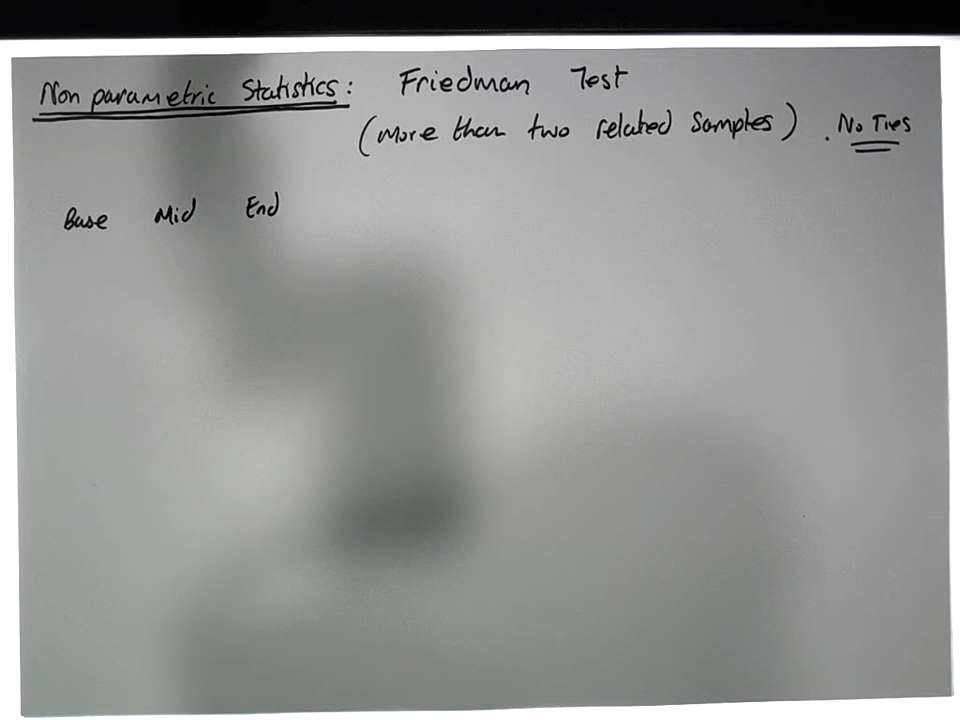 Non parametric Statistics: Friedman Test
(more than two related samples). No Ties
Base Mid End